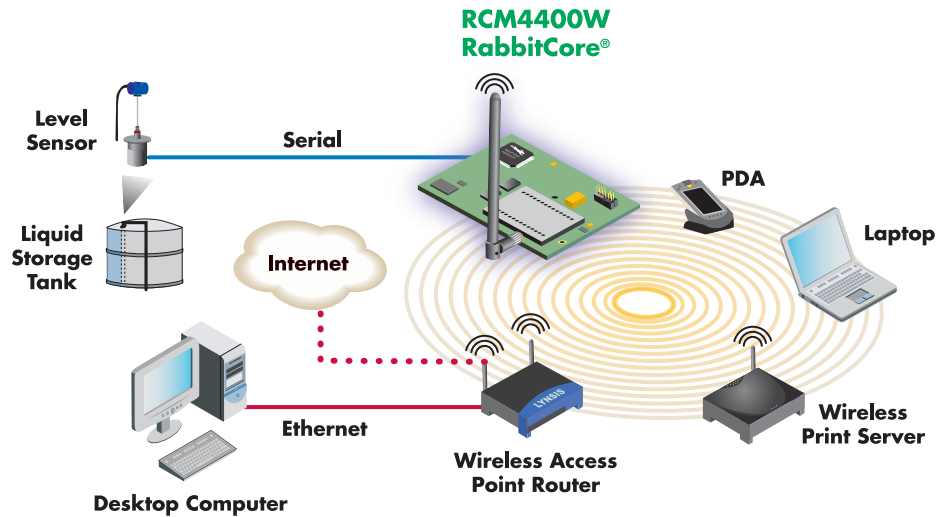 RCM4400W
RabbitCore®
Level
Sensor
Serial
PDA
Laptop
Liquid
Storage
Tank
Internet
LYNSIS
Ethernet
Wireless
Print Server
Wireless Access
Point Router
Desktop Computer